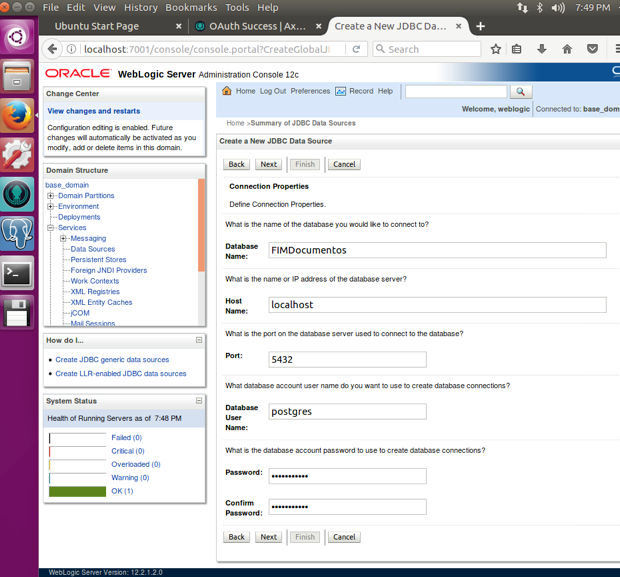 File Edit View History Bookmarks Tools Help
7:49 PM
Ubuntu Start Page
OAuth Success | Ax...
Create a New JDBC Da...
localhost:7001/console/console.portal?CreateGlobalJ
Search
ORACLE WebLogic Server Administration Console 12c
Change Center
View changes and restarts
Configuration editing is enabled. Future
changes will automatically be activated as you
modify, add or delete items in this domain.
Domain Structure
base_domain
Domain Partitions
Environment
Deployments
Services
Messaging
Data Sources
Persistent Stores
Foreign JNDI Providers
Work Contexts
XML Registries
XML Entity Caches
jCOM
Mail Sessions
How do I...
Create JDBC generic data sources
Create LLR-enabled JDBC data sources
System Status
Health of Running Servers as of 7:48 PM
Failed (0)
Critical (0)
Overloaded (0)
Warning (0)
OK (1)
Home Log Out Preferences Record Help
Welcome, weblogic
Connected to: base_dom
Home >Summary of JDBC Data Sources
Create a New JDBC Data Source
Back Next Finish Cancel
Connection Properties
Define Connection Properties.
What is the name of the database you would like to connect to?
Database
Name:
FIMDocumentos
What is the name or IP address of the database server?
Host
Name:
localhost
What is the port on the database server used to connect to the database?
Port:
5432
What database account user name do you want to use to create database connections?
Database
User
Name:
postgres
What is the database account password to use to create database connections?
Password:
•••••••••••
Confirm
Password:
•••••••••••
Back Next Finish Cancel
WebLogic Server Version: 12.2.1.2.0